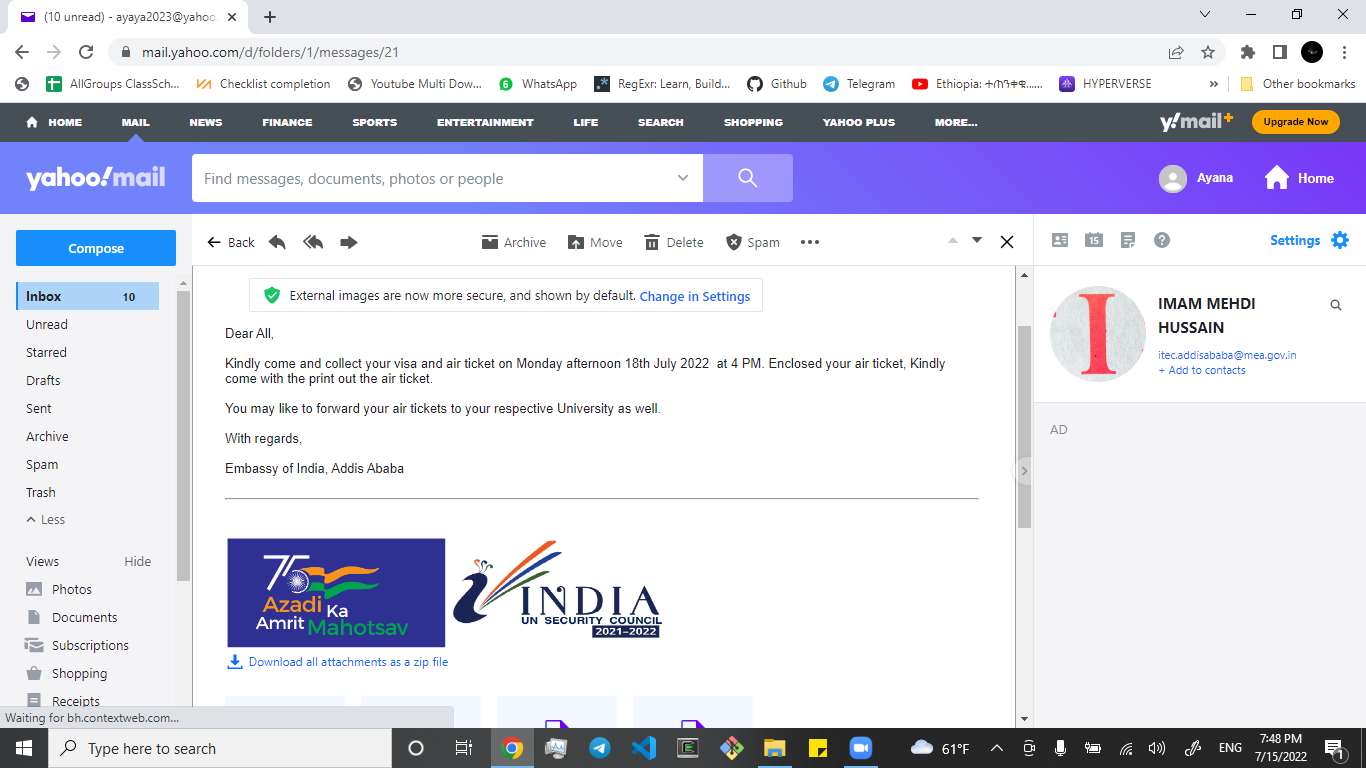 (10 unread) - ayaya2023@yahoo
mail.yahoo.com/d/folders/1/messages/21
AllGroups ClassSch... Checklist completion Youtube Multi Dow... WhatsApp RegExr: Learn, Build... Github Telegram Ethiopia: ተጠንቀቁ...... HYPERVERSE » Other bookmarks
HOME MAIL NEWS FINANCE SPORTS ENTERTAINMENT LIFE SEARCH SHOPPING YAHOO PLUS MORE... y!mail+ Upgrade Now
yahoo!mail Find messages, documents, photos or people Ayana Home
Compose
Back Archive Move Delete Spam
15 Settings
Inbox 10
Unread
Starred
Drafts
Sent
Archive
Spam
Trash
Less
Views Hide
Photos
Documents
Subscriptions
Shopping
Receipts
External images are now more secure, and shown by default. Change in Settings
Dear All,
Kindly come and collect your visa and air ticket on Monday afternoon 18th July 2022 at 4 PM. Enclosed your air ticket, Kindly
come with the print out the air ticket.
You may like to forward your air tickets to your respective University as well.
With regards,
Embassy of India, Addis Ababa
75
Azadi Ka
Amrit Mahotsav
INDIA
UN SECURITY COUNCIL
2021-2022
Download all attachments as a zip file
I
IMAM MEHDI
HUSSAIN
itec.addisababa@mea.gov.in
+ Add to contacts
AD
Waiting for bh.contextweb.com...
Type here to search
61°F
ENG
7:48 PM
7/15/2022
1